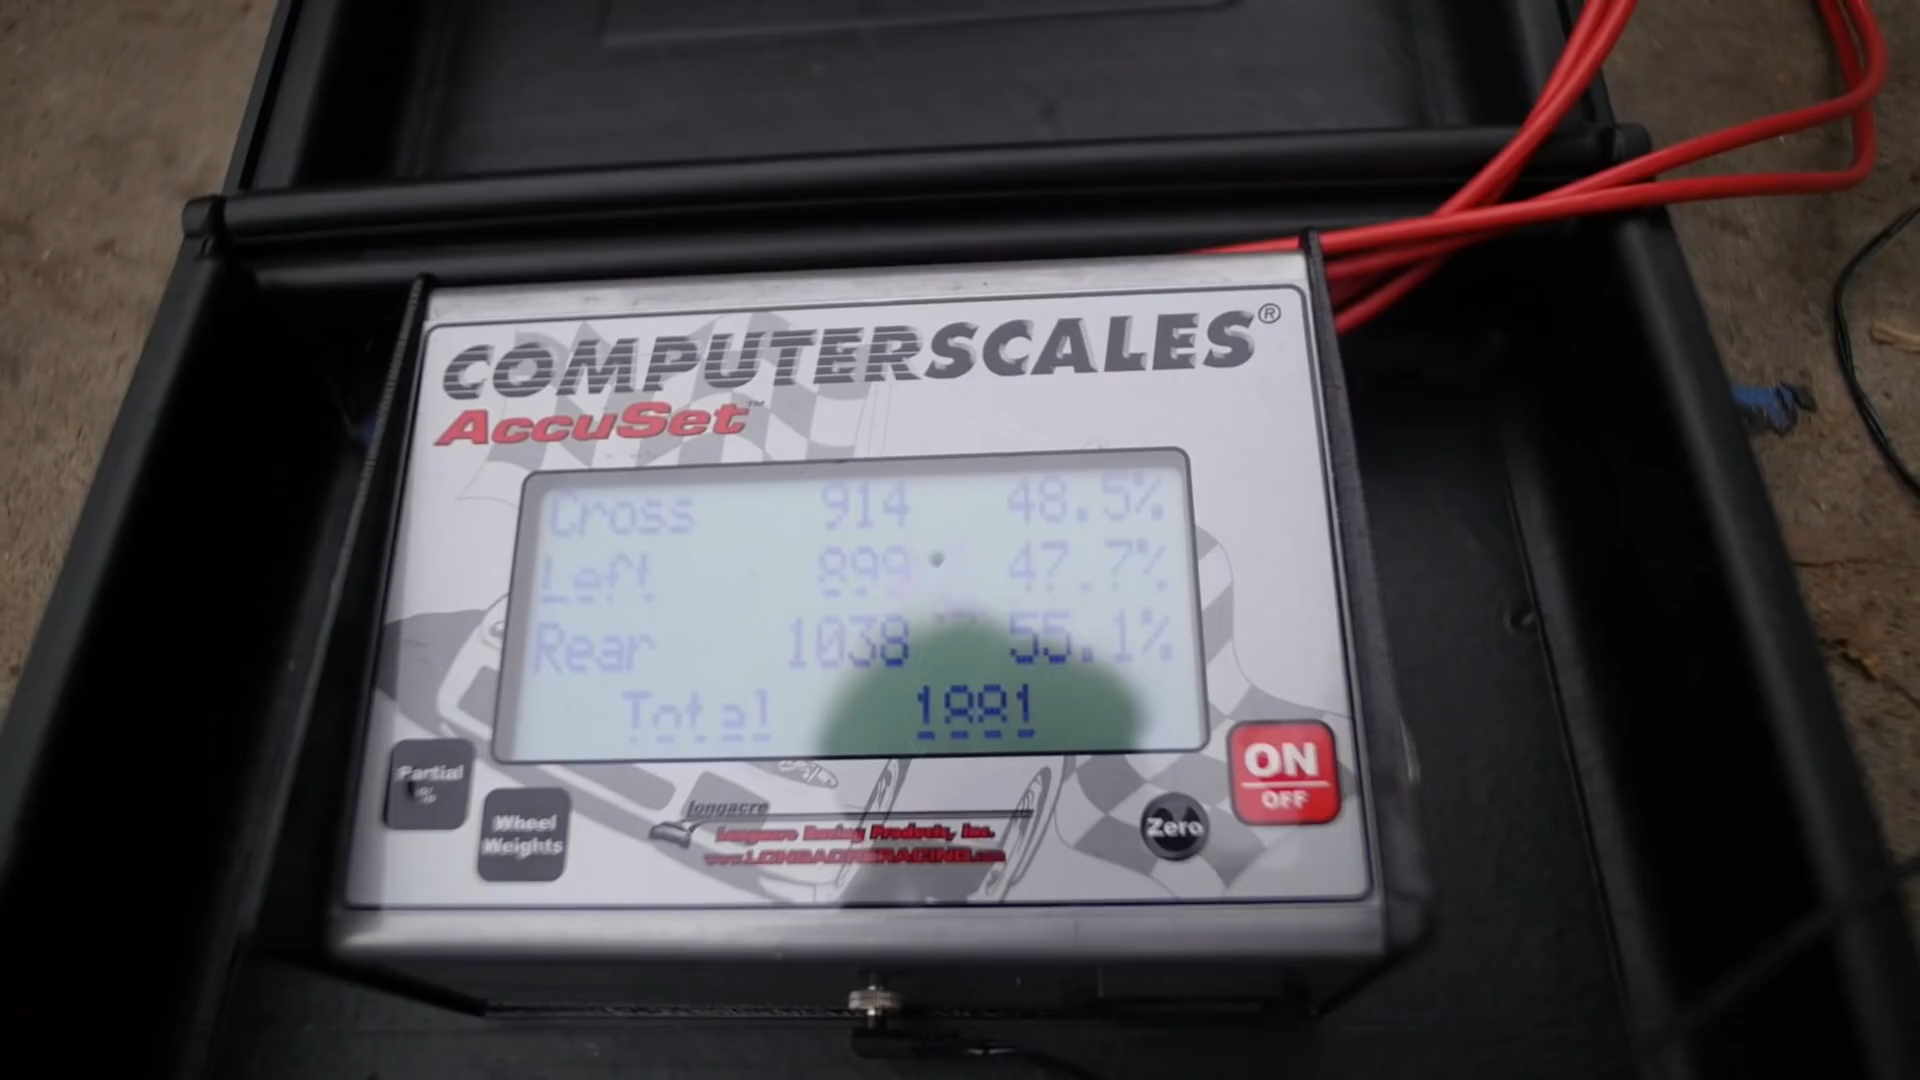 COMPUTERSCALES®
AccuSet™
Cross 914 48.5%
Left 899 47.7%
Rear 1038 55.1%
Total 1881
Partial
%
Wheel
Weights
longacre
Longacre Racing Products, Inc.
www.LONGACRERACING.com
Zero
ON
OFF